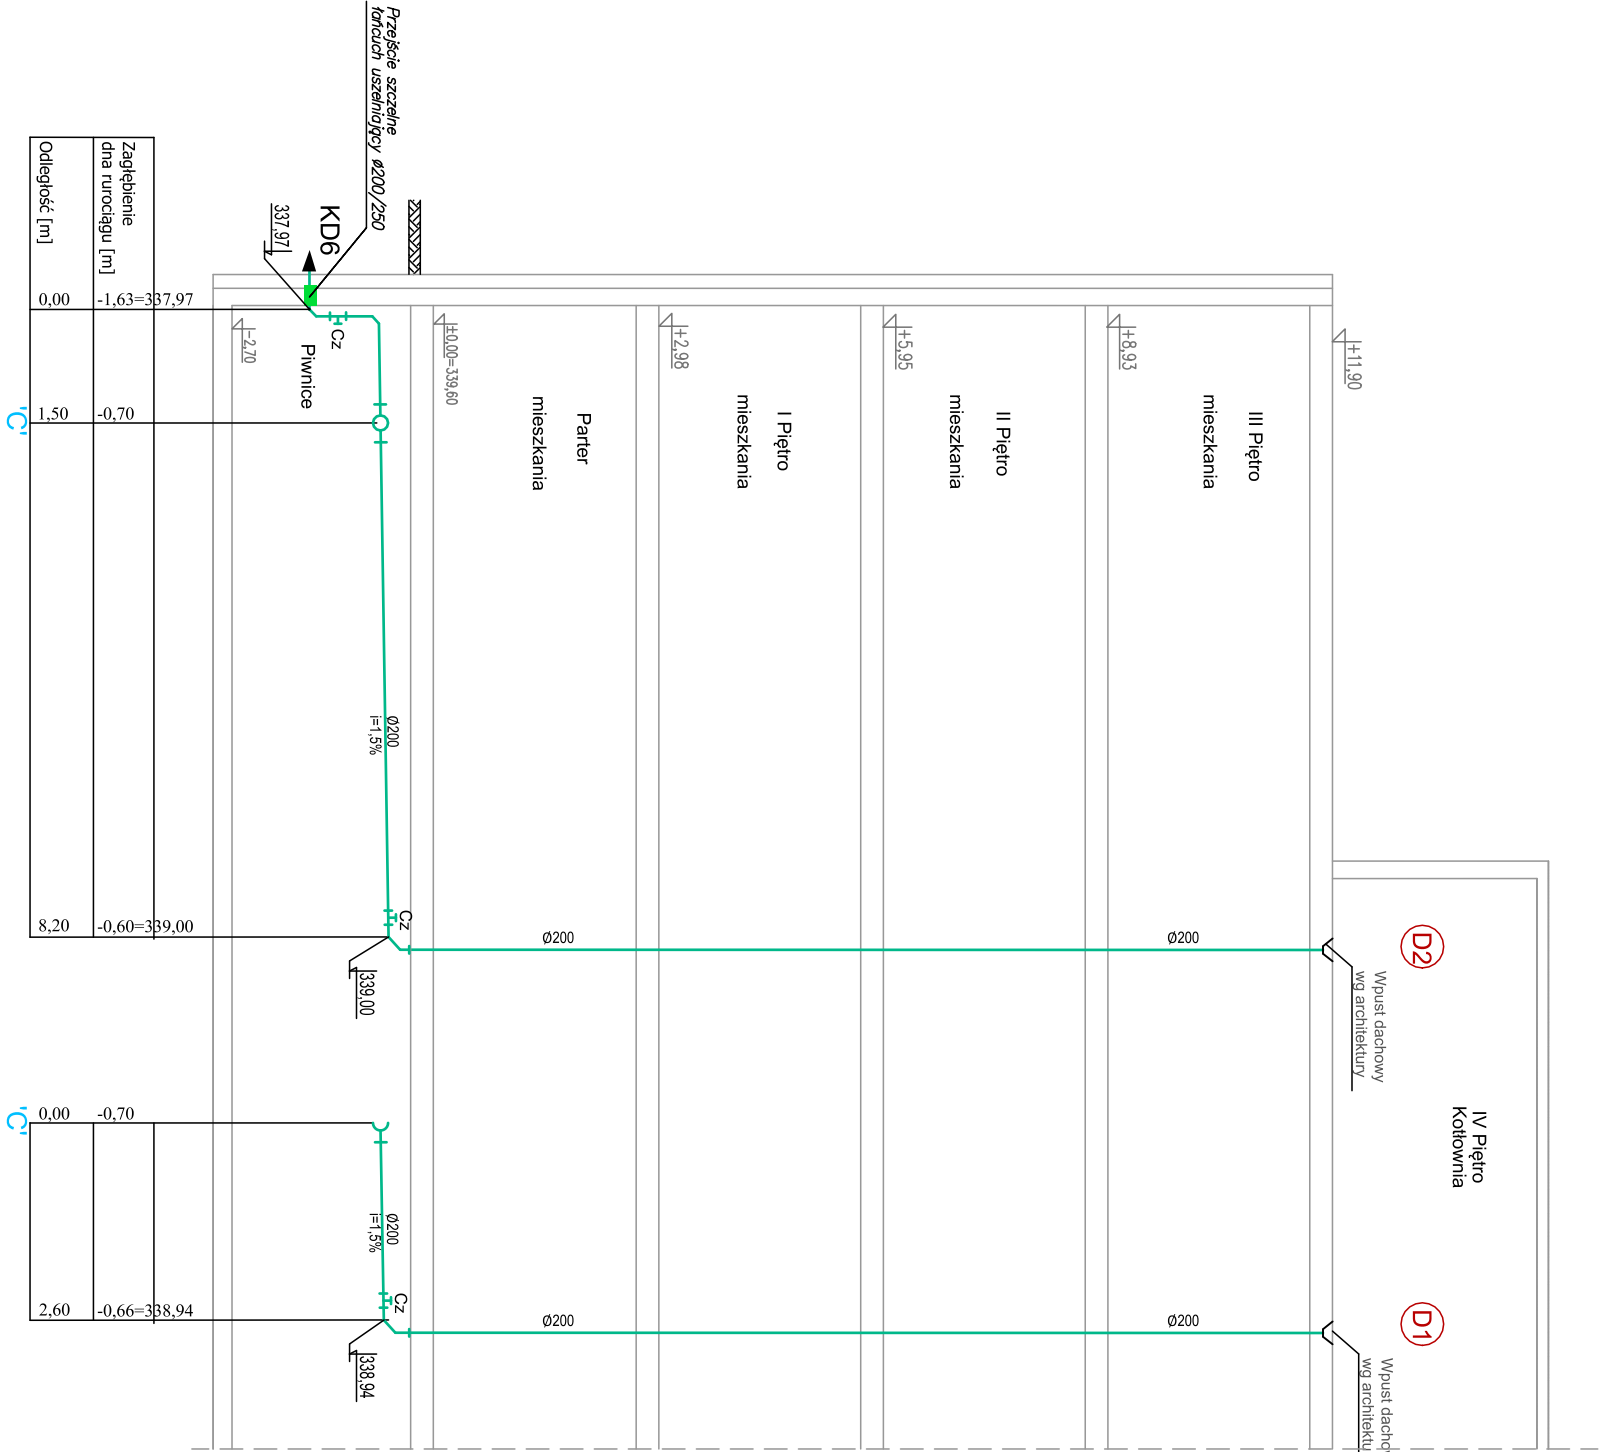 Przejście szczelne
łańcuch uszelniający ø200/250
KD6
337,97
Zagłębienie
dna rurociągu [m]
Odległość [m]
0,00
-1,63=337,97
1,50
-0,70
'C'
8,20
-0,60=339,00
0,00
-0,70
'C'
2,60
-0,66=338,94
-2,70
±0,00=339,60
+2,98
+5,95
+8,93
+11,90
Cz
Piwnice
Parter
mieszkania
I Piętro
mieszkania
II Piętro
mieszkania
III Piętro
mieszkania
IV Piętro
Kotłownia
Ø200
i=1,5%
Cz
339,00
Ø200
Ø200
D2
Wpust dachowy
wg architektury
Ø200
i=1,5%
Cz
338,94
Ø200
Ø200
D1
Wpust dacho
wg architektu